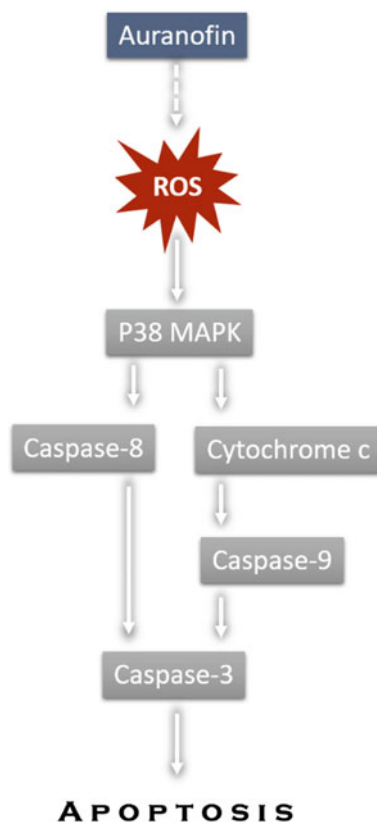 Auranofin
ROS
P38 MAPK
Caspase-8
Cytochrome c
Caspase-9
Caspase-3
APOPTOSIS